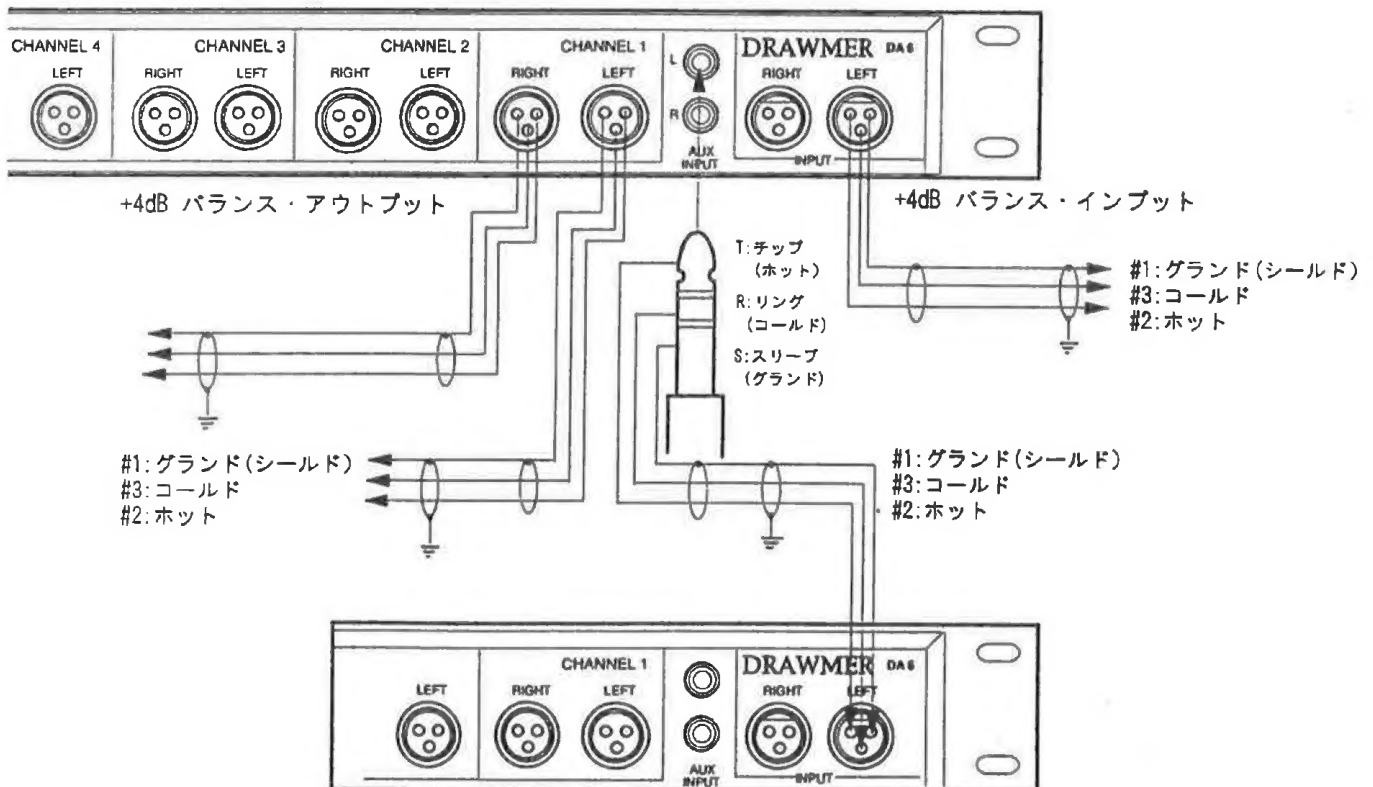 CHANNEL 4
LEFT
CHANNEL 3
RIGHT LEFT
CHANNEL 2
RIGHT LEFT
CHANNEL 1
RIGHT LEFT
L
R
AUX
INPUT
DRAWMER DA6
RIGHT LEFT
INPUT
+4dB バランス・アウトプット
+4dB バランス・インプット
T:チップ
(ホット)
R:リング
(コールド)
S:スリーブ
(グランド)
#1:グランド(シールド)
#3:コールド
#2:ホット
#1:グランド(シールド)
#3:コールド
#2:ホット
#1:グランド(シールド)
#3:コールド
#2:ホット
LEFT
CHANNEL 1
RIGHT LEFT
AUX
INPUT
DRAWMER DA6
RIGHT LEFT
INPUT